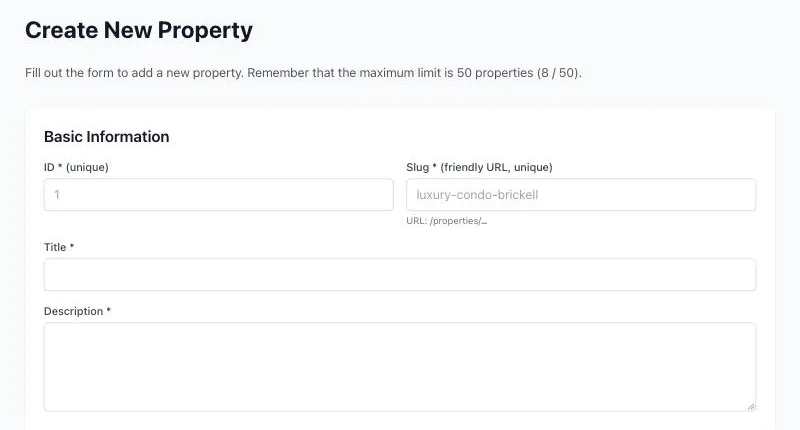 Create New Property
Fill out the form to add a new property. Remember that the maximum limit is 50 properties (8 / 50).
Basic Information
ID * (unique)
Slug * (friendly URL, unique)
1
luxury-condo-brickell
URL: /properties/...
Title *
Description *